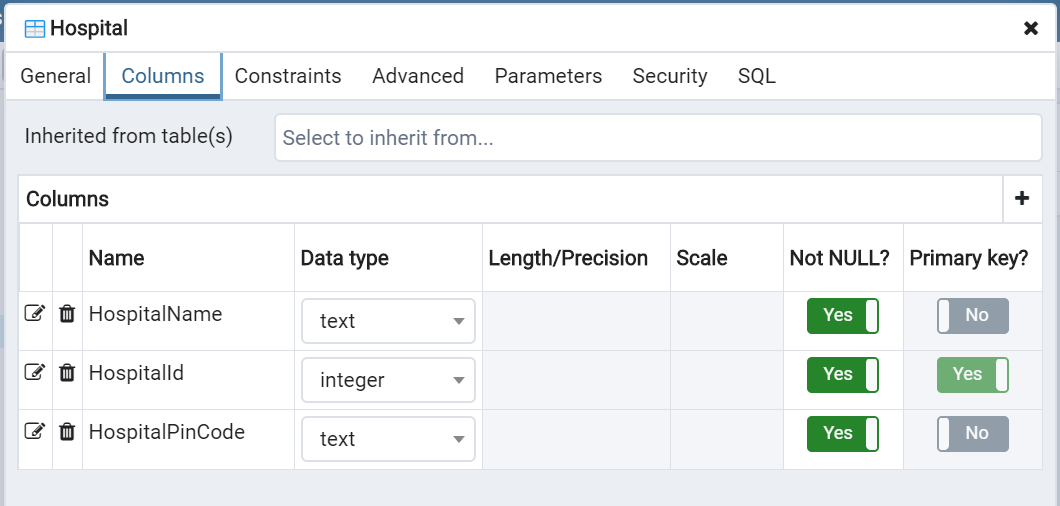 Hospital
General Columns Constraints Advanced Parameters Security SQL
Inherited from table(s) Select to inherit from...
Columns
Name Data type Length/Precision Scale Not NULL? Primary key?
HospitalName text Yes No
HospitalId integer Yes Yes
HospitalPinCode text Yes No